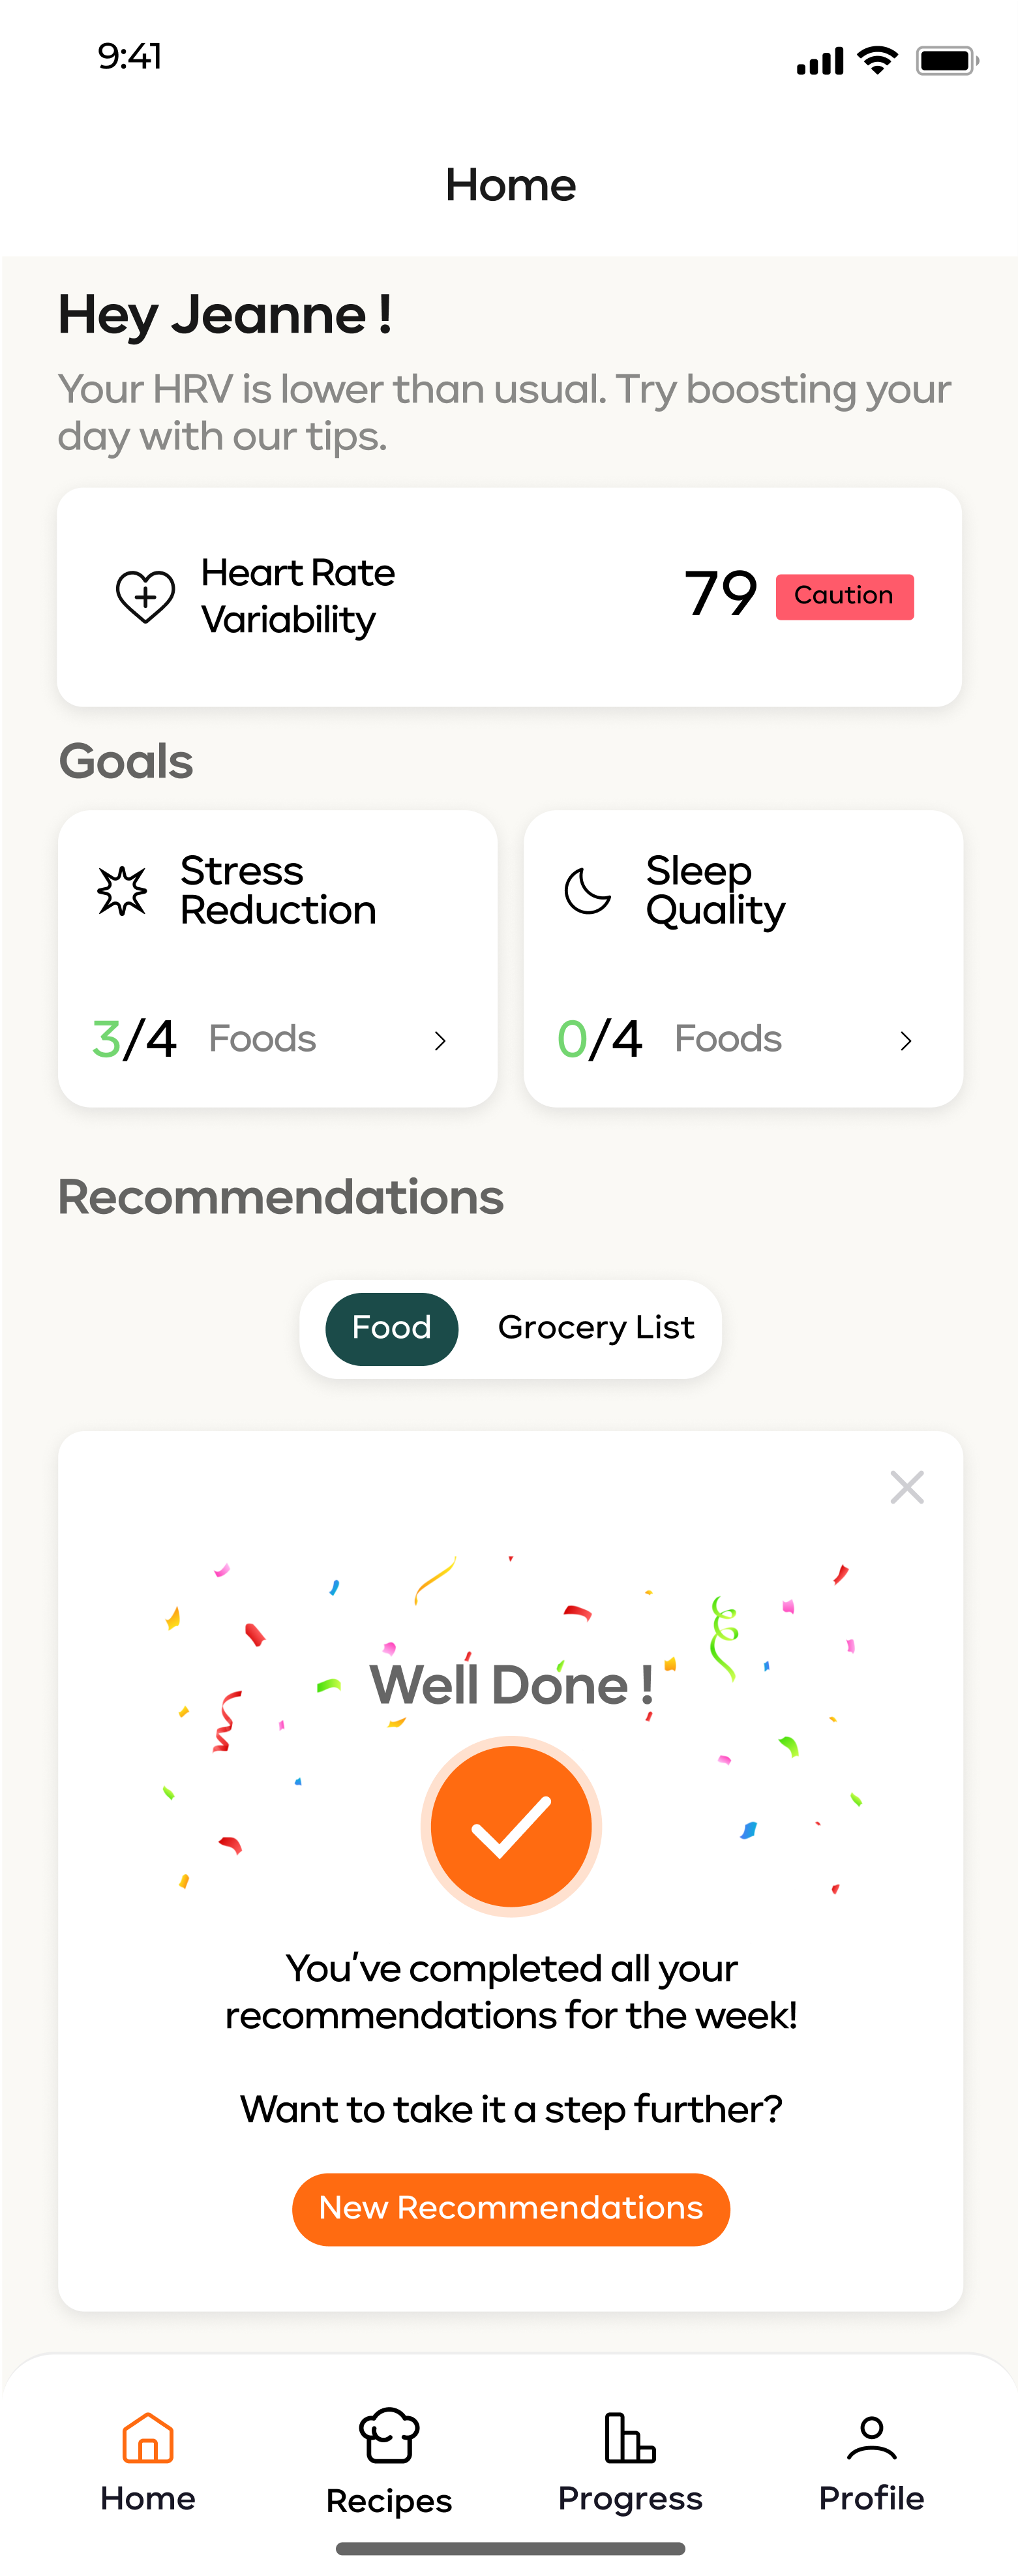 9:41
Home
Hey Jeanne !
Your HRV is lower than usual. Try boosting your
day with our tips.
Heart Rate
Variability
79
Caution
Goals
Stress
Reduction
3/4 Foods
Sleep
Quality
0/4 Foods
Recommendations
Food
Grocery List
Well Done !
You've completed all your
recommendations for the week!
Want to take it a step further?
New Recommendations
Home
Recipes
Progress
Profile